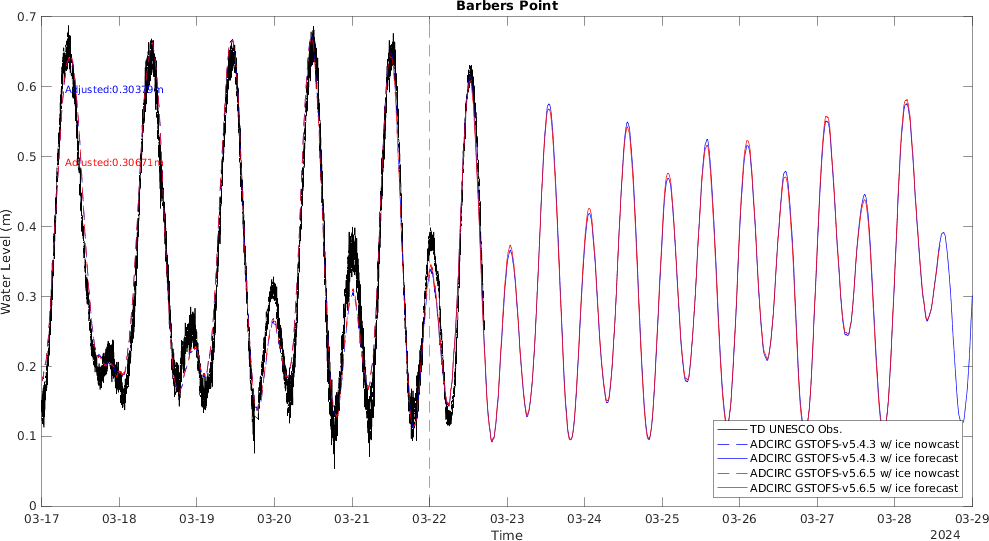 Barbers Point
0.7
0.6
0.5
0.4
0.3
0.2
0.1
0
Water Level (m)
Adjusted:0.30379m
Adjusted:0.30671m
TD UNESCO Obs.
ADCIRC GSTOFS-v5.4.3 w/ ice nowcast
ADCIRC GSTOFS-v5.4.3 w/ ice forecast
ADCIRC GSTOFS-v5.6.5 w/ ice nowcast
ADCIRC GSTOFS-v5.6.5 w/ ice forecast
03-17 03-18 03-19 03-20 03-21 03-22 03-23 03-24 03-25 03-26 03-27 03-28 03-29
Time
2024